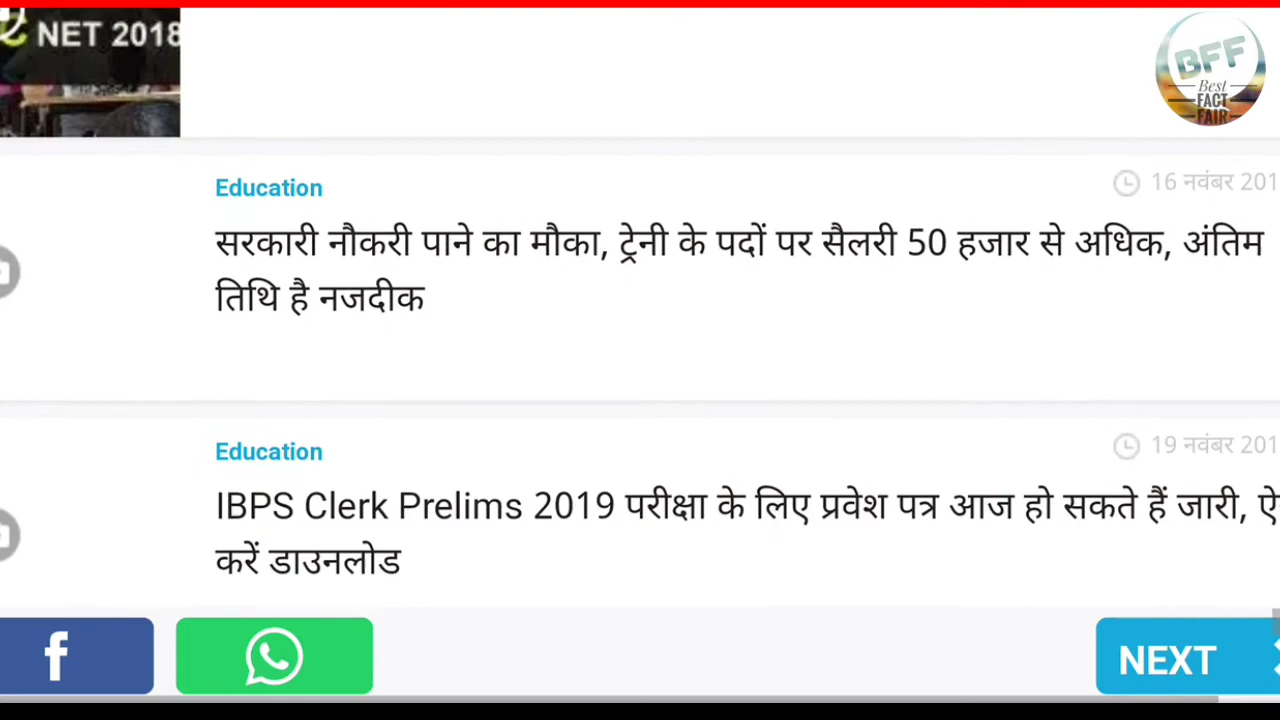 NET 2018
BFF
Best
FACT
FAIR
Education
16 नवंबर 201
सरकारी नौकरी पाने का मौका, ट्रेनी के पदों पर सैलरी 50 हजार से अधिक, अंतिम
तिथि है नजदीक
Education
19 नवंबर 201
IBPS Clerk Prelims 2019 परीक्षा के लिए प्रवेश पत्र आज हो सकते हैं जारी, ऐ
करें डाउनलोड
f
NEXT